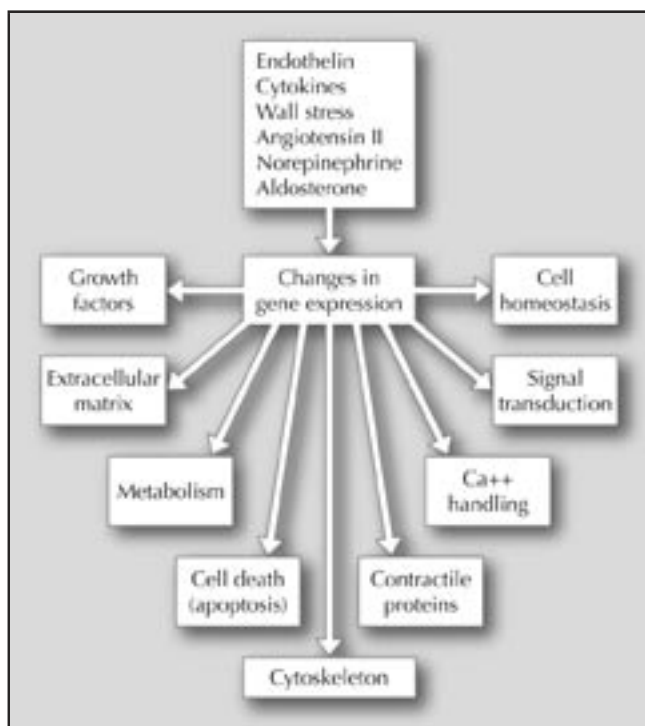 Endothelin
Cytokines
Wall stress
Angiotensin II
Norepinephrine
Aldosterone
Growth
factors
Changes in
gene expression
Cell
homeostasis
Extracellular
matrix
Signal
transduction
Metabolism
Ca++
handling
Cell death
(apoptosis)
Contractile
proteins
Cytoskeleton